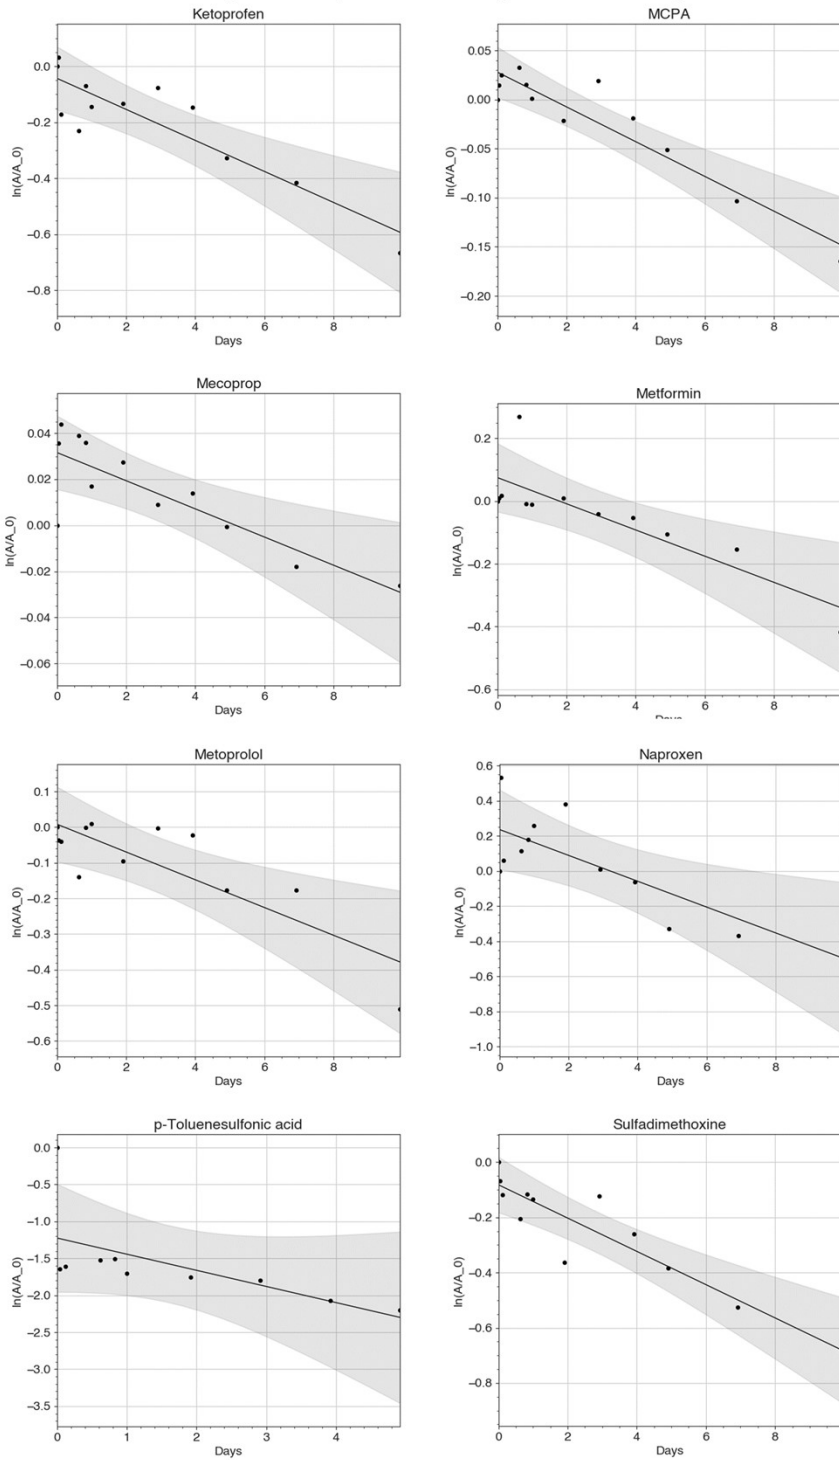 Ketoprofen
0.0
−0.2
−0.4
−0.6
−0.8
ln(A/A_0)
0 2 4 6 8
Days
MCPA
0.05
0.00
−0.05
−0.10
−0.15
−0.20
ln(A/A_0)
0 2 4 6 8
Days
Mecoprop
0.04
0.02
0.00
−0.02
−0.04
−0.06
ln(A/A_0)
0 2 4 6 8
Days
Metformin
0.2
0.0
−0.2
−0.4
−0.6
ln(A/A_0)
0 2 4 6 8
Days
Metoprolol
0.1
0.0
−0.1
−0.2
−0.3
−0.4
−0.5
−0.6
ln(A/A_0)
0 2 4 6 8
Days
Naproxen
0.6
0.4
0.2
0.0
−0.2
−0.4
−0.6
−0.8
−1.0
ln(A/A_0)
0 2 4 6 8
Days
p-Toluenesulfonic acid
0.0
−0.5
−1.0
−1.5
−2.0
−2.5
−3.0
−3.5
ln(A/A_0)
0 1 2 3 4
Days
Sulfadimethoxine
0.0
−0.2
−0.4
−0.6
−0.8
ln(A/A_0)
0 2 4 6 8
Days